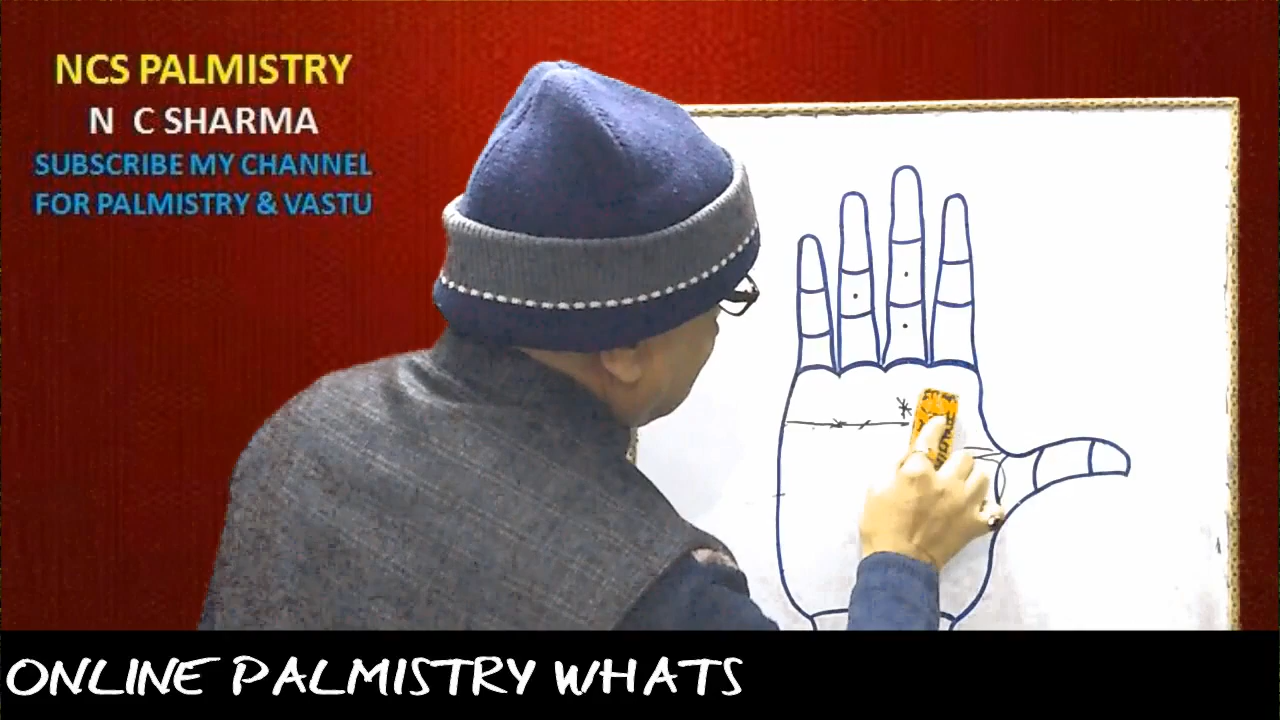 NCS PALMISTRY
N C SHARMA
SUBSCRIBE MY CHANNEL
FOR PALMISTRY & VASTU
ONLINE PALMISTRY WHATS